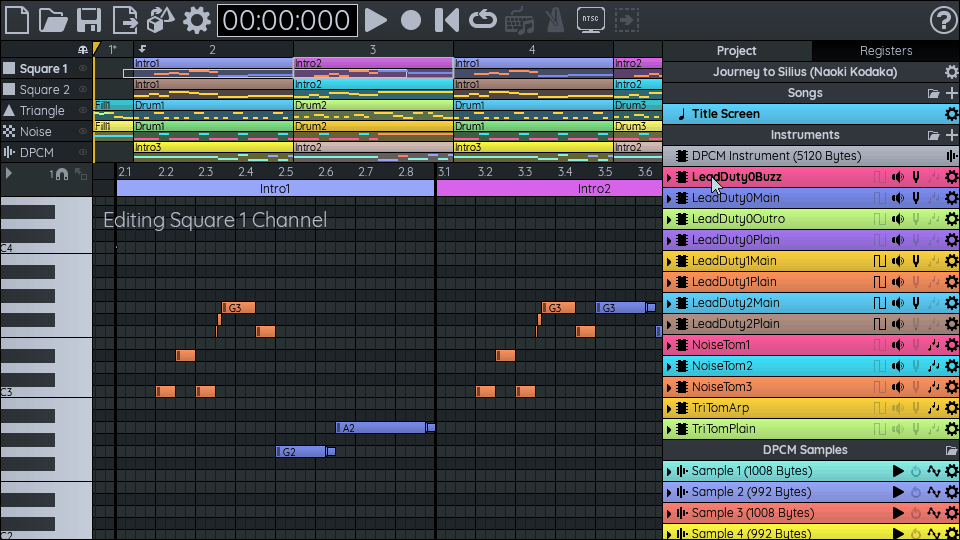 00:00:000
NTSC
Project
Registers
1*
2
3
4
Journey to Silius (Naoki Kodaka)
Square 1
Intro1
Intro2
Intro1
Intro2
Songs
Square 2
Intro1
Intro2
Intro1
Intro2
Title Screen
Triangle
Fill1
Drum1
Drum2
Drum1
Drum3
Instruments
Noise
Fill1
Drum1
Drum2
Drum1
Drum3
DPCM
Intro3
Intro2
Intro3
Intro2
DPCM Instrument (5120 Bytes)
1
2.1
2.2
2.3
2.4
2.5
2.6
2.7
2.8
3.1
3.2
3.3
3.4
3.5
3.6
LeadDuty0Buzz
Intro1
Intro2
LeadDuty0Main
Editing Square 1 Channel
LeadDuty0Outro
C4
LeadDuty0Plain
LeadDuty1Main
LeadDuty1Plain
G3
G3
G3
LeadDuty2Main
LeadDuty2Plain
NoiseTom1
NoiseTom2
C3
NoiseTom3
TriTomArp
A2
TriTomPlain
G2
DPCM Samples
Sample 1 (1008 Bytes)
Sample 2 (992 Bytes)
Sample 3 (1008 Bytes)
C2
Sample 4 (992 Bytes)